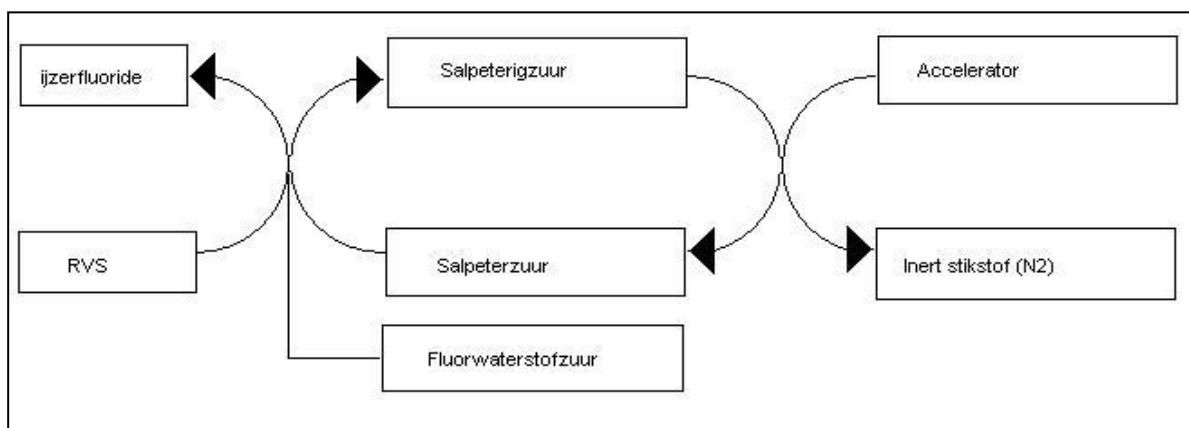 ijzerfluoride
Salpeterigzuur
Accelerator
RVS
Salpeterzuur
Inert stikstof (N2)
Fluorwaterstofzuur